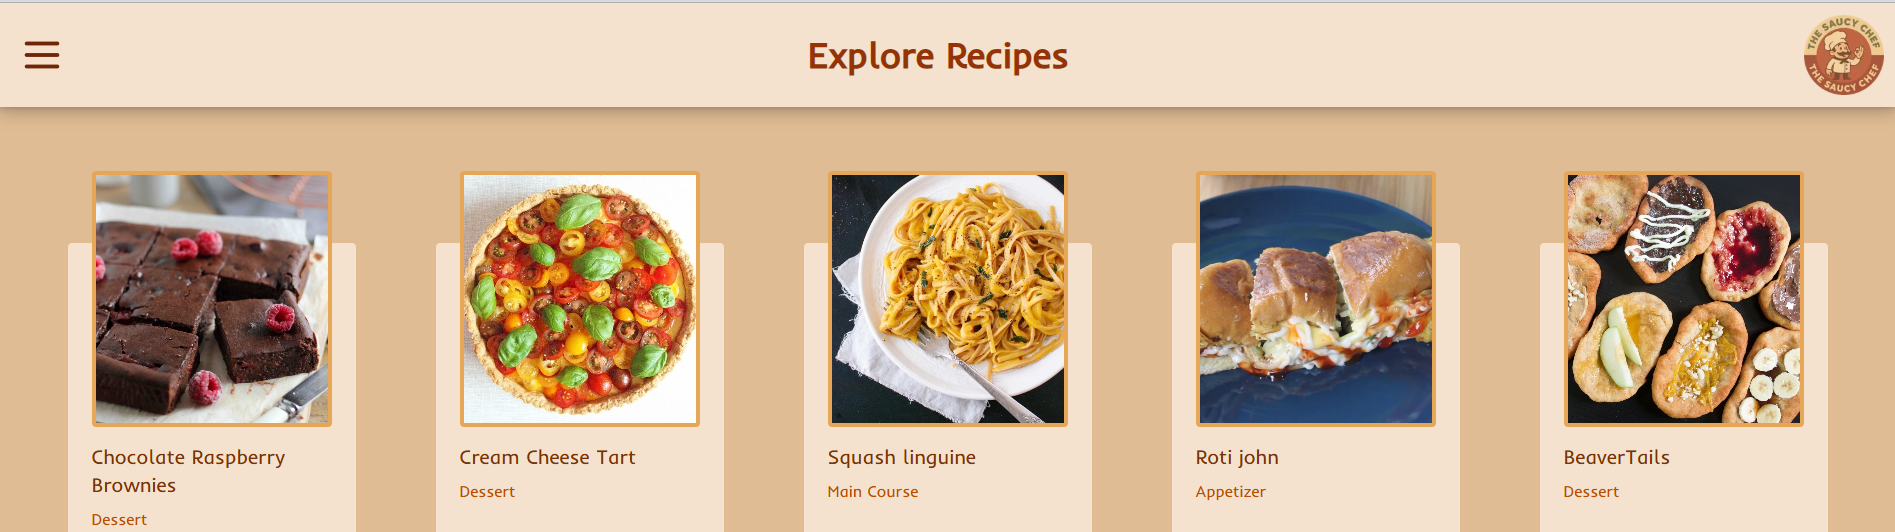 Explore Recipes
THE SAUCY CHEF
THE SAUCY CHEF
Chocolate Raspberry
Brownies
Dessert
Cream Cheese Tart
Dessert
Squash linguine
Main Course
Roti john
Appetizer
BeaverTails
Dessert